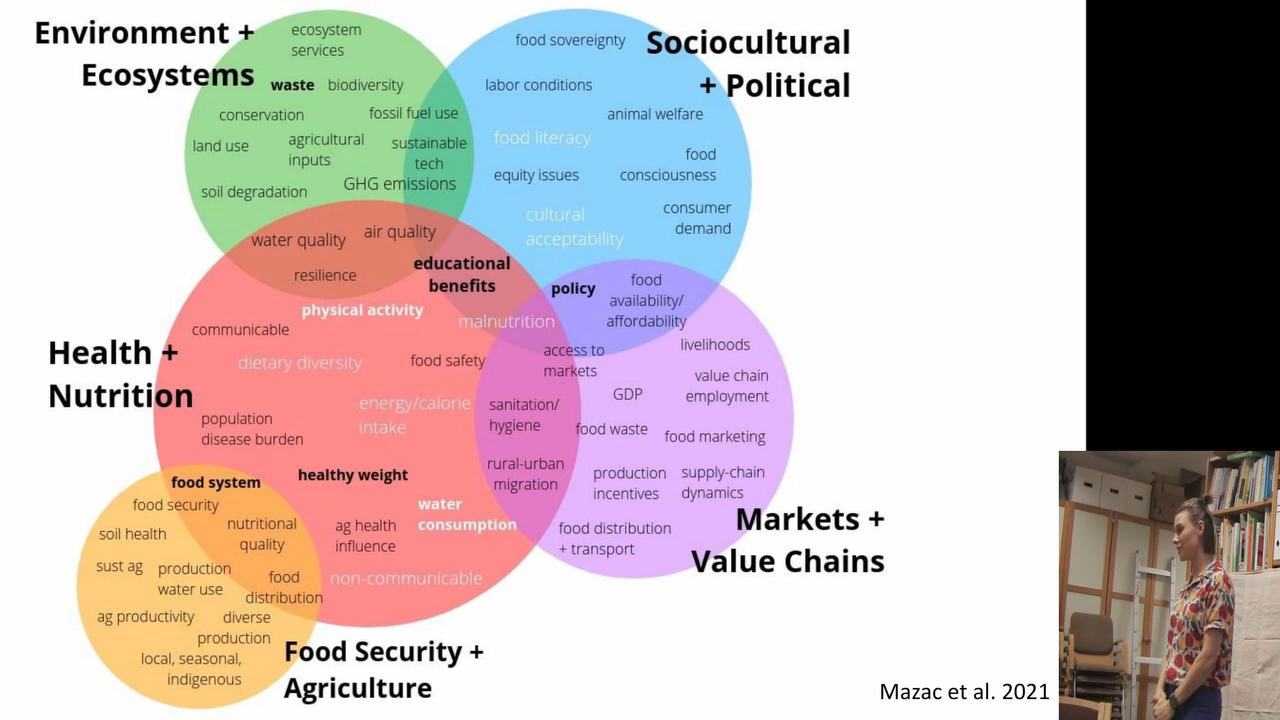 Environment +
Ecosystems
ecosystem
services
waste
biodiversity
conservation
fossil fuel use
land use
agricultural
inputs
sustainable
tech
soil degradation
GHG emissions
Sociocultural
+ Political
food sovereignty
labor conditions
animal welfare
food literacy
food
consciousness
equity issues
cultural
acceptability
consumer
demand
water quality
air quality
resilience
educational
benefits
policy
food
availability/
affordability
Health +
Nutrition
physical activity
malnutrition
communicable
dietary diversity
food safety
energy/calorie
intake
population
disease burden
healthy weight
water
consumption
ag health
influence
non-communicable
access to
markets
sanitation/
hygiene
rural-urban
migration
livelihoods
value chain
employment
GDP
food waste
food marketing
production
incentives
supply-chain
dynamics
food distribution
+ transport
Markets +
Value Chains
food system
food security
soil health
nutritional
quality
sust ag
production
water use
food
distribution
ag productivity
diverse
production
local, seasonal,
indigenous
Food Security +
Agriculture
Mazac et al. 2021